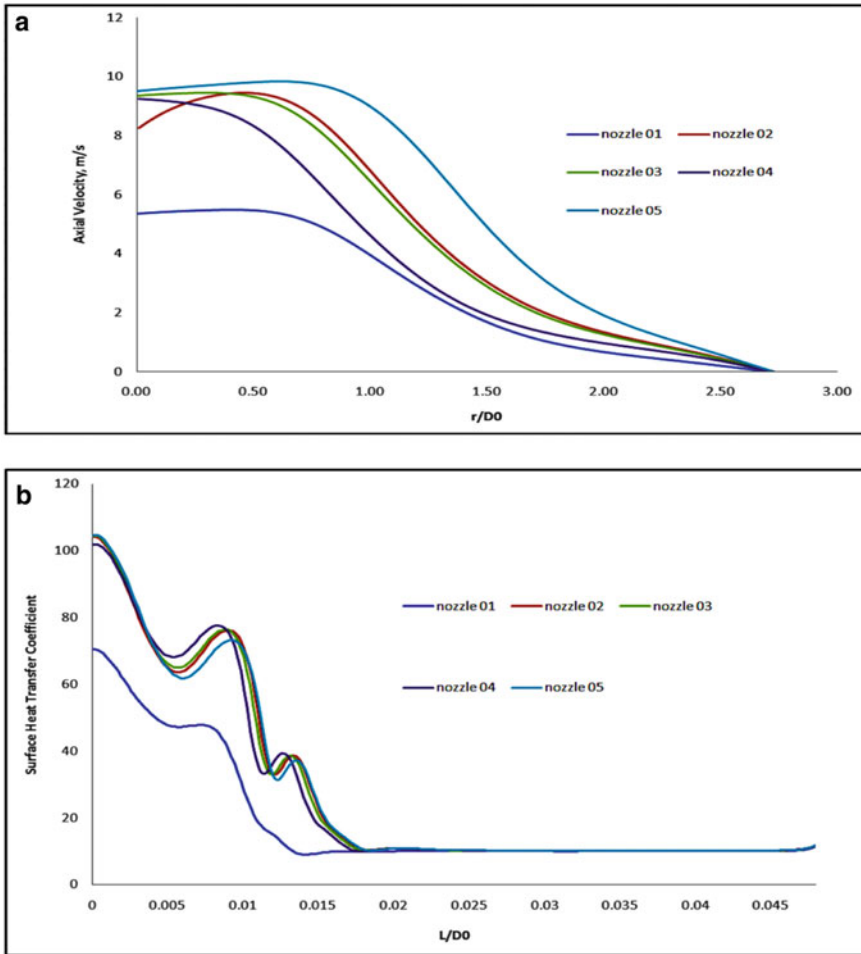 a
12
10
8
6
4
2
0
Axial Velocity, m/s
nozzle 01 nozzle 02
nozzle 03 nozzle 04
nozzle 05
0.00 0.50 1.00 1.50 2.00 2.50 3.00
r/D0
b
120
100
80
60
40
20
0
Surface Heat Transfer Coefficient
nozzle 01 nozzle 02 nozzle 03
nozzle 04 nozzle 05
0 0.005 0.01 0.015 0.02 0.025 0.03 0.035 0.04 0.045
L/D0